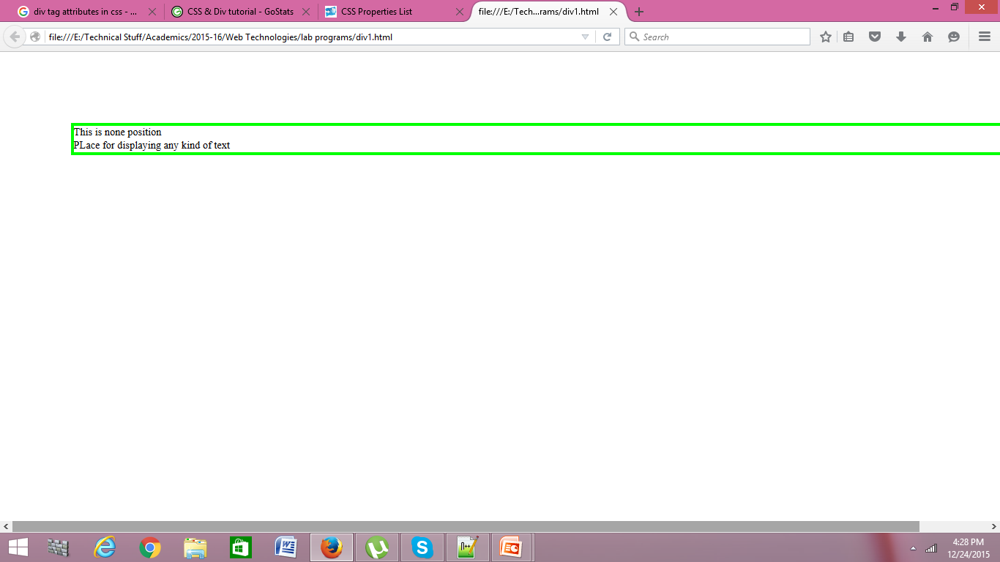 div tag attributes in css - ...
CSS & Div tutorial - GoStats
CSS Properties List
file:///E:/Tech...rams/div1.html
file:///E:/Technical Stuff/Academics/2015-16/Web Technologies/lab programs/div1.html
Search
This is none position
PLace for displaying any kind of text
4:28 PM
12/24/2015